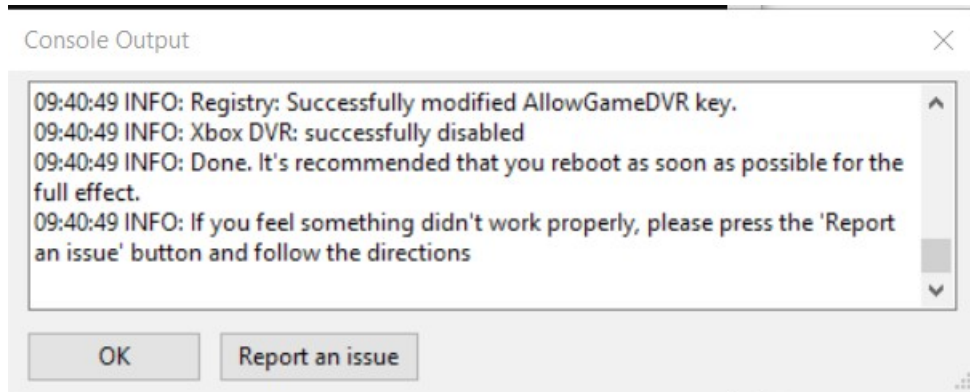 Console Output
09:40:49 INFO: Registry: Successfully modified AllowGameDVR key.
09:40:49 INFO: Xbox DVR: successfully disabled
09:40:49 INFO: Done. It's recommended that you reboot as soon as possible for the
full effect.
09:40:49 INFO: If you feel something didn't work properly, please press the 'Report
an issue' button and follow the directions
OK
Report an issue